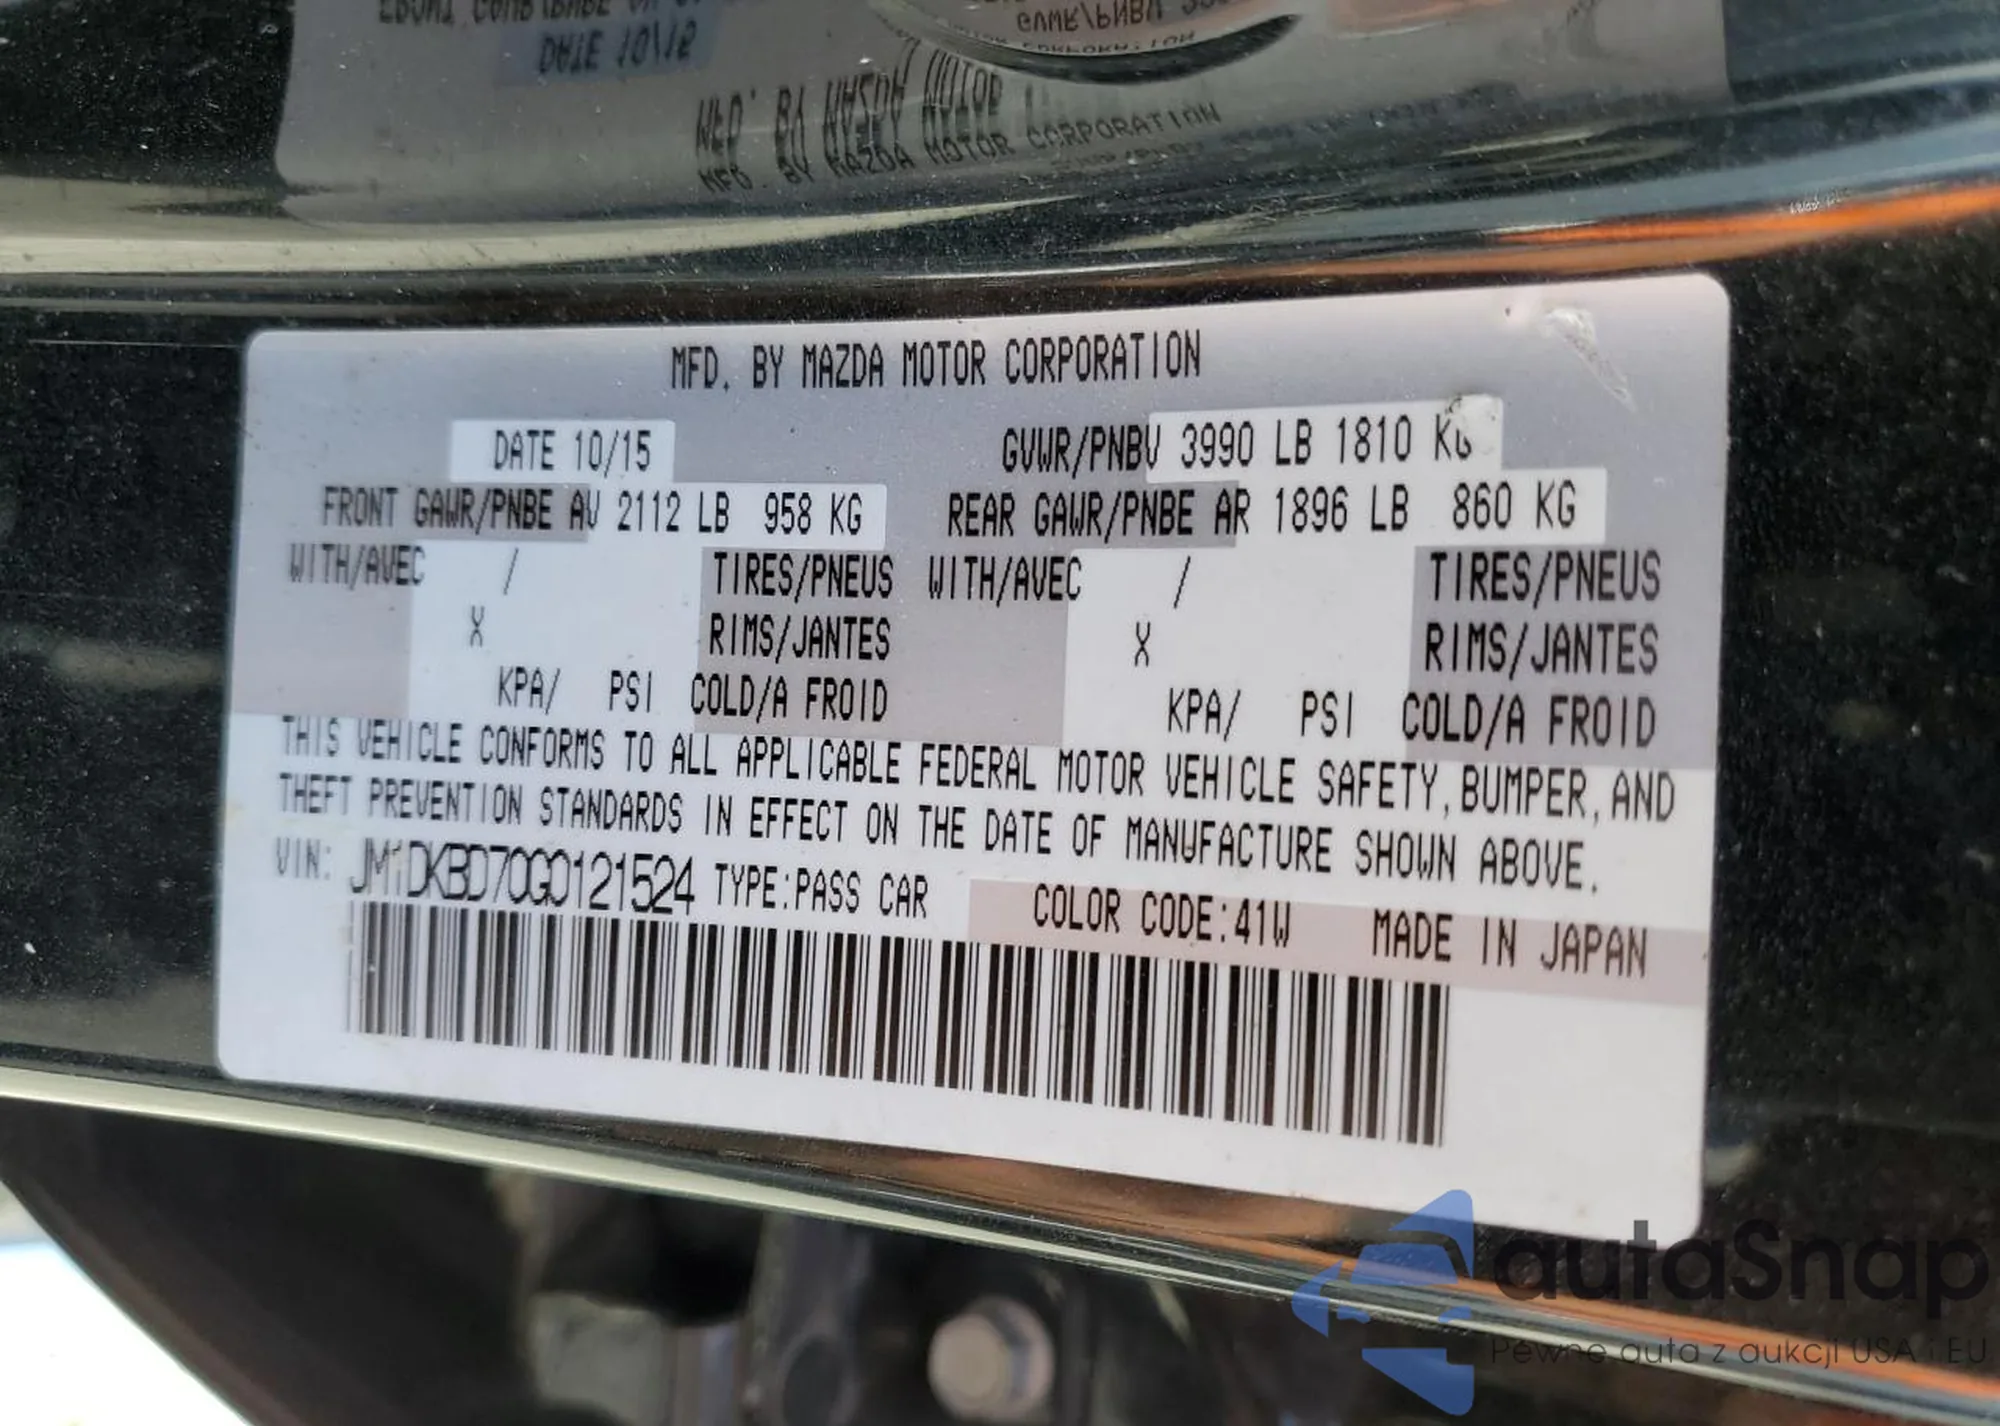 MFD. BY MAZDA MOTOR CORPORATION
DATE 10/15 GVWR/PNBV 3990 LB 1810 KG
FRONT GAWR/PNBE AV 2112 LB 958 KG REAR GAWR/PNBE AR 1896 LB 860 KG
WITH/AVEC / TIRES/PNEUS WITH/AVEC / TIRES/PNEUS
X RIMS/JANTES X RIMS/JANTES
KPA/ PSI COLD/A FROID KPA/ PSI COLD/A FROID
THIS VEHICLE CONFORMS TO ALL APPLICABLE FEDERAL MOTOR VEHICLE SAFETY, BUMPER, AND
THEFT PREVENTION STANDARDS IN EFFECT ON THE DATE OF MANUFACTURE SHOWN ABOVE.
VIN: JM1DKBD70G0121524 TYPE:PASS CAR COLOR CODE:41W MADE IN JAPAN
autaSnap
Pewne auta z aukcji USA i EU